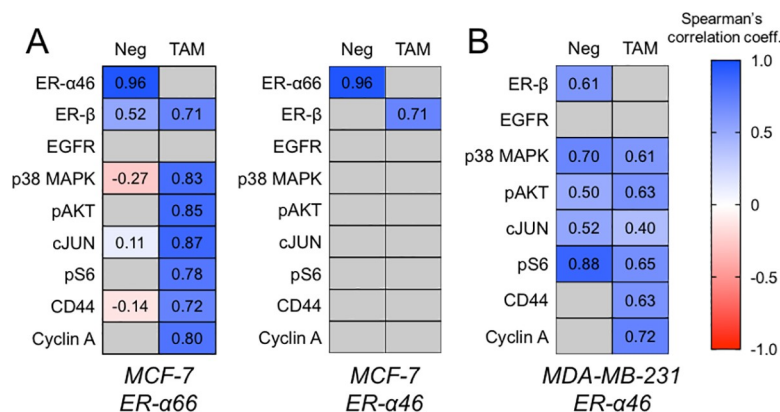 A
Neg TAM
ER-α46 0.96
ER-β 0.52 0.71
EGFR
p38 MAPK -0.27 0.83
pAKT 0.85
cJUN 0.11 0.87
pS6 0.78
CD44 -0.14 0.72
Cyclin A 0.80
MCF-7
ER-α66
Neg TAM
ER-α66 0.96
ER-β 0.71
EGFR
p38 MAPK
pAKT
cJUN
pS6
CD44
Cyclin A
MCF-7
ER-α46
B
Neg TAM
ER-β 0.61
EGFR
p38 MAPK 0.70 0.61
pAKT 0.50 0.63
cJUN 0.52 0.40
pS6 0.88 0.65
CD44 0.63
Cyclin A 0.72
MDA-MB-231
ER-α46
Spearman's
correlation coeff.
1.0
0.5
0
-0.5
-1.0